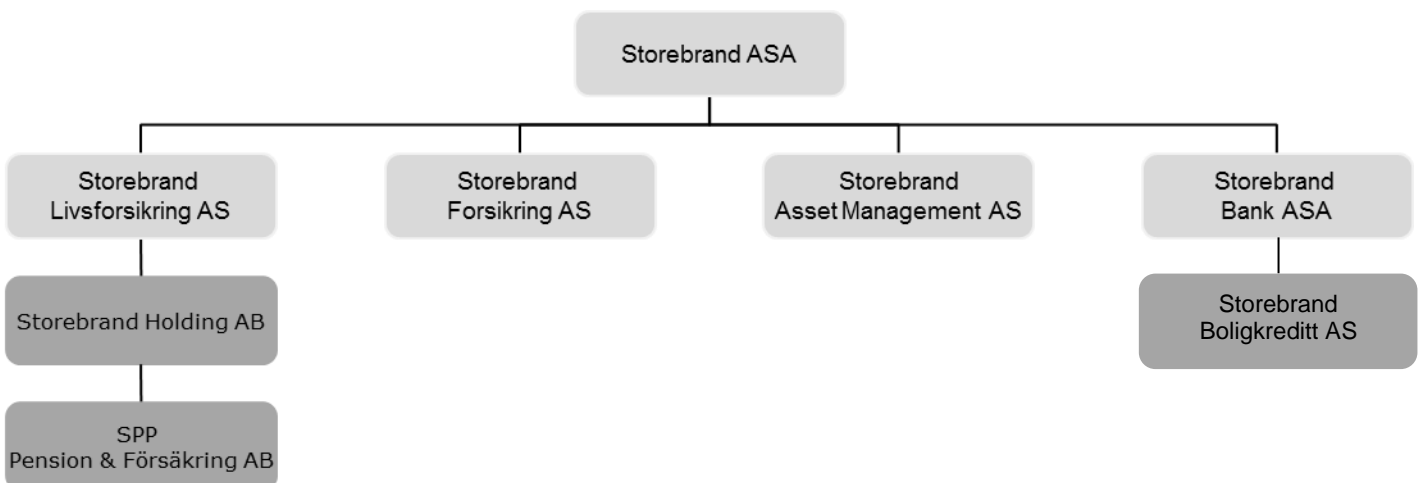 Storebrand ASA
Storebrand
Livsforsikring AS
Storebrand
Forsikring AS
Storebrand
Asset Management AS
Storebrand
Bank ASA
Storebrand Holding AB
Storebrand
Boligkreditt AS
SPP
Pension & Försäkring AB